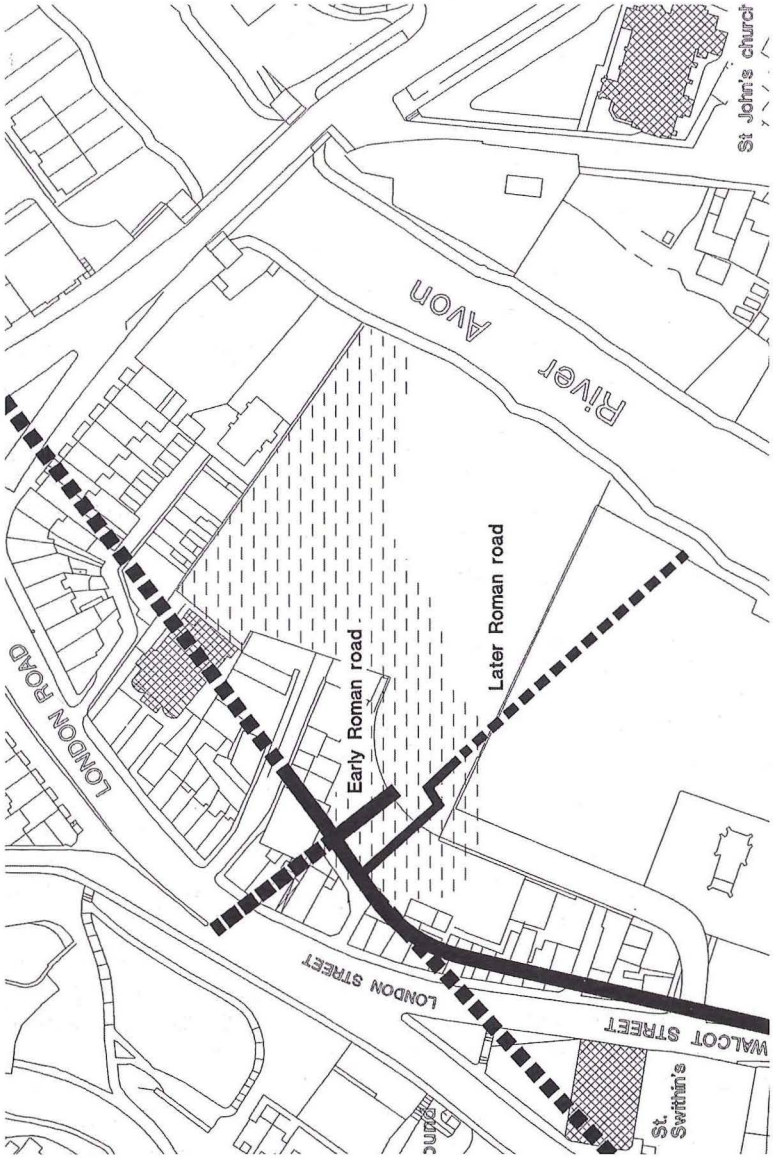 LONDON ROAD
River Avon
St John's church
Early Roman road
Later Roman road
LONDON STREET
WALCOT STREET
St.
Swithin's
ound